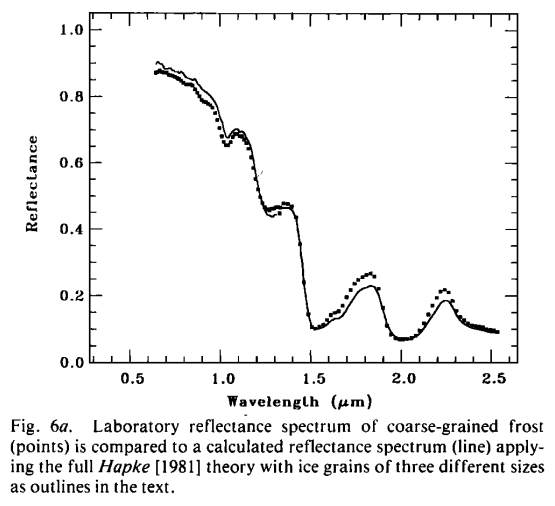 1.0
0.8
0.6
0.4
0.2
0.0
Reflectance
0.5
1.0
1.5
2.0
2.5
Wavelength (μm)
Fig. 6a. Laboratory reflectance spectrum of coarse-grained frost
(points) is compared to a calculated reflectance spectrum (line) apply-
ing the full Hapke [1981] theory with ice grains of three different sizes
as outlines in the text.